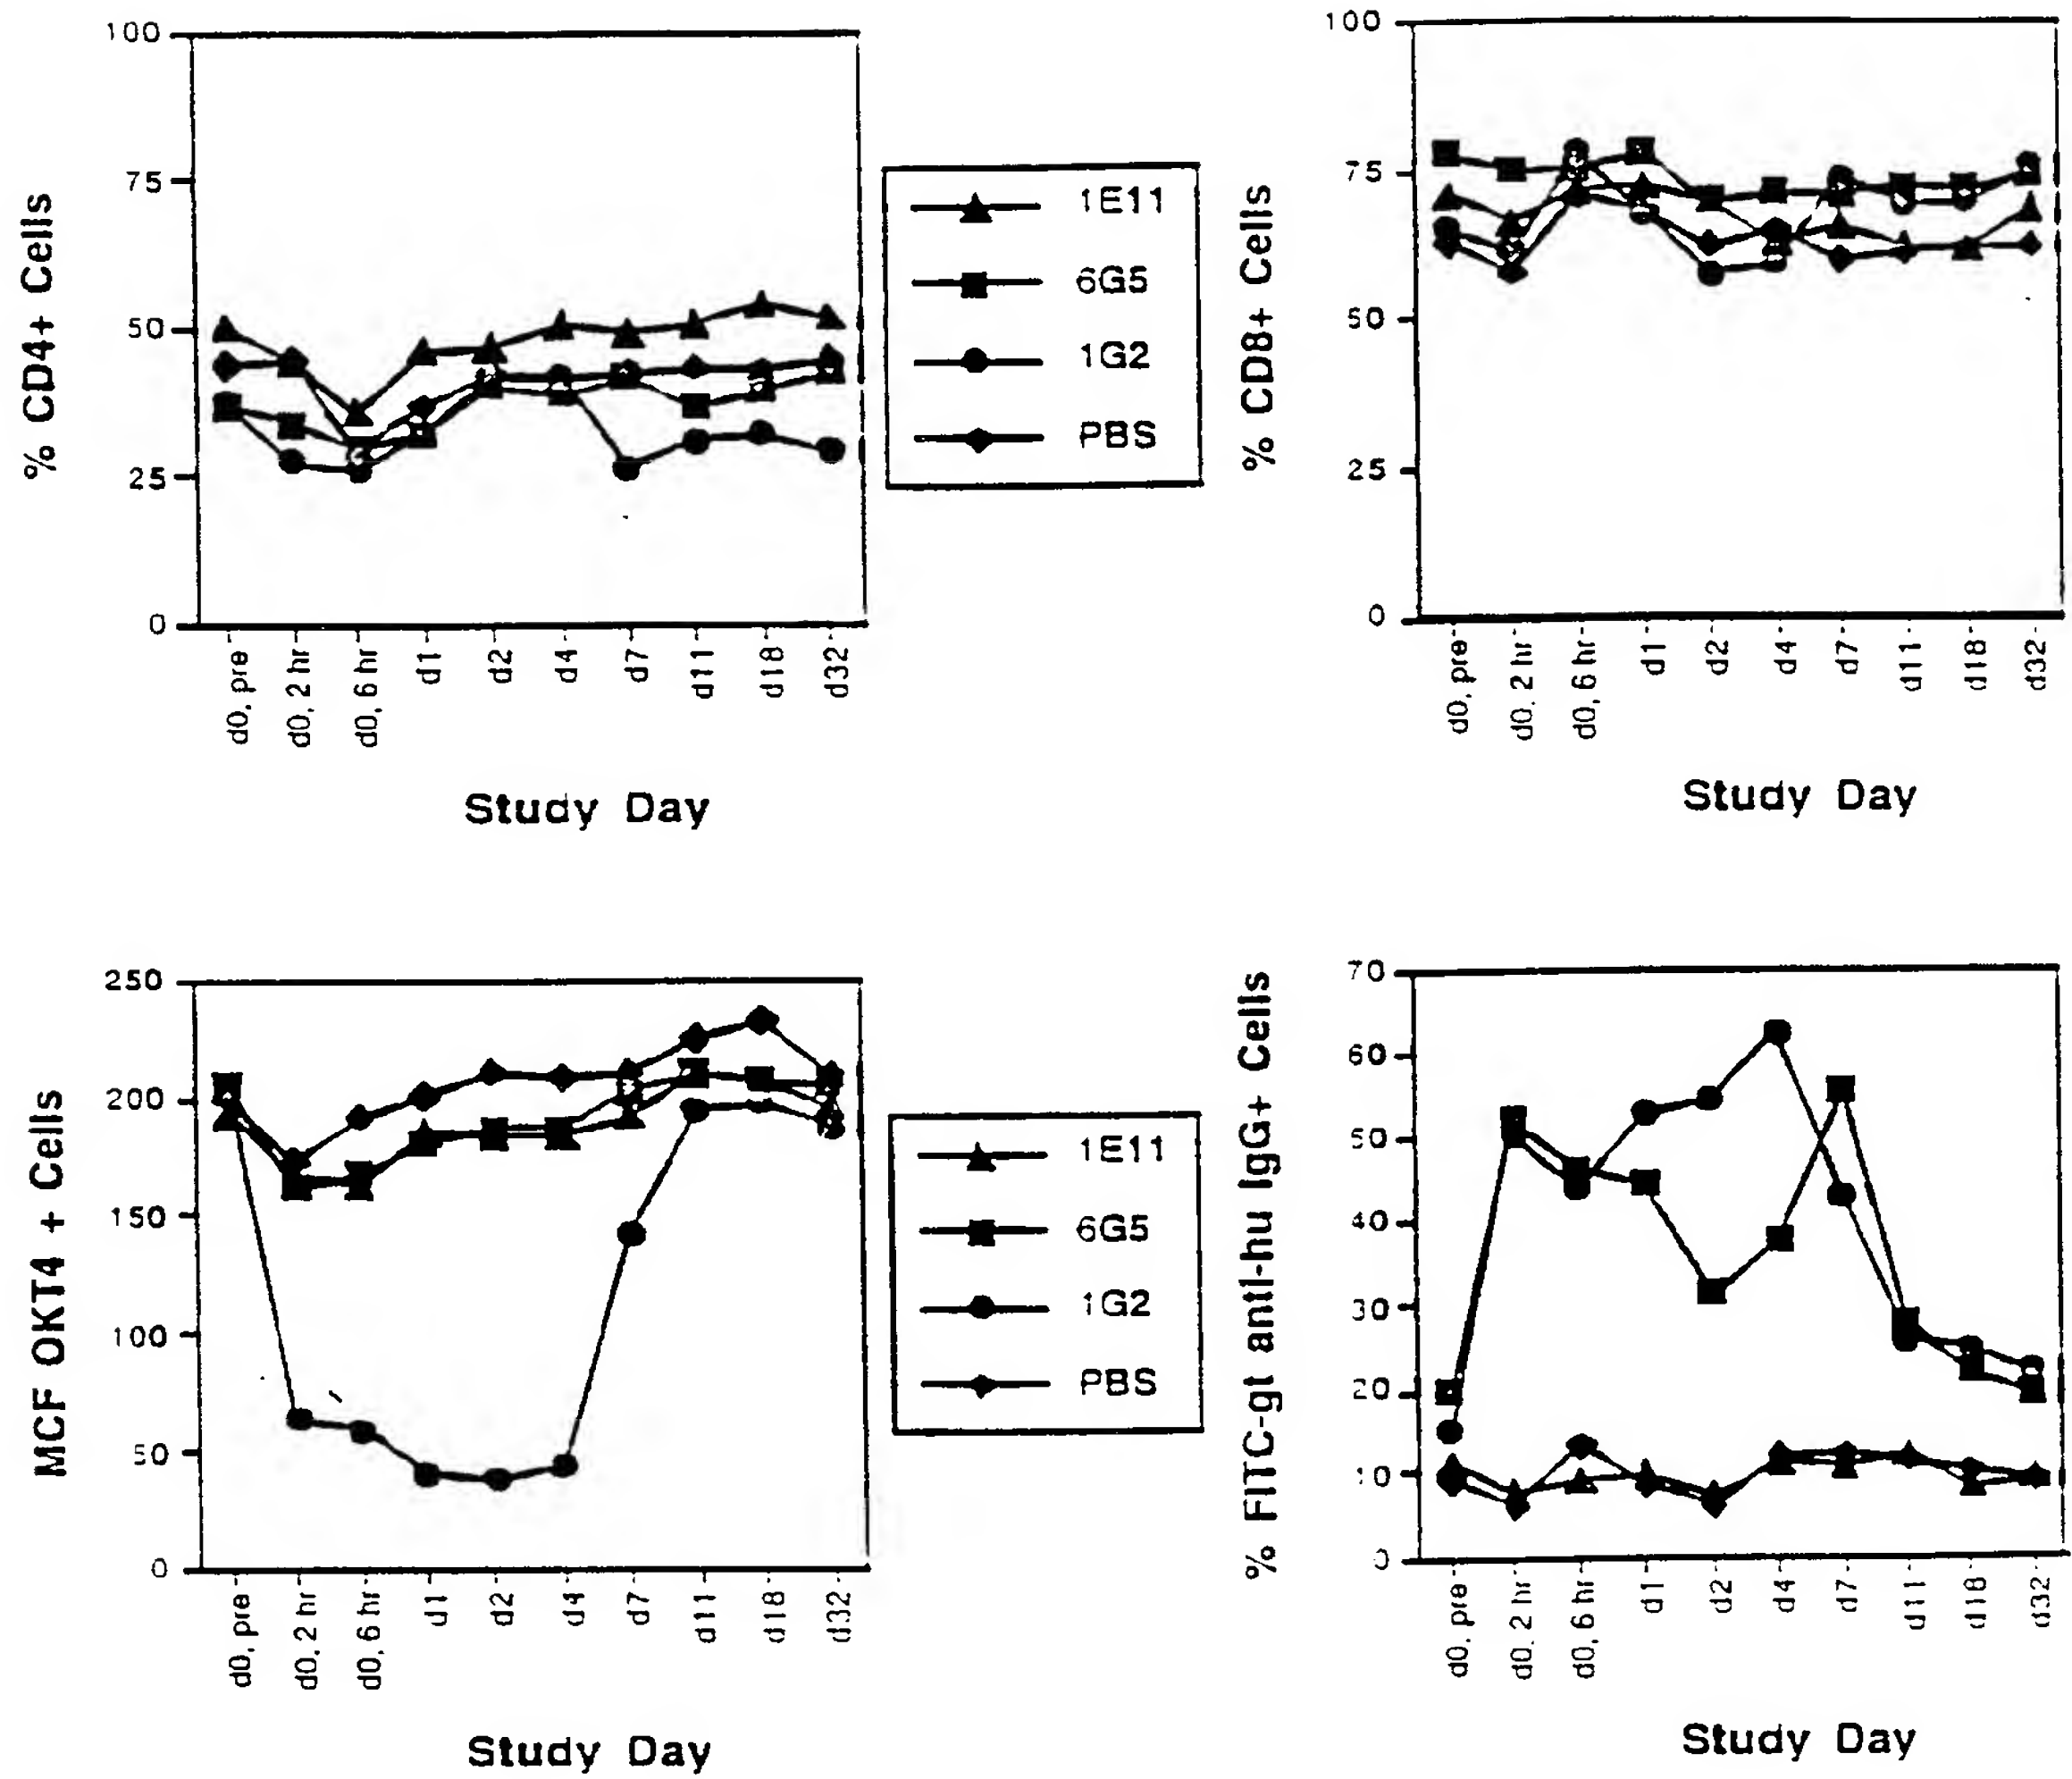 % CD4+ Cells
100
75
50
25
0
d0, pre
d0, 2 hr
d0, 6 hr
d1
d2
d4
d7
d11
d18
d32
Study Day
1E11
6G5
1G2
PBS
% CD8+ Cells
100
75
50
25
0
d0, pre
d0. 2 hr
d0, 6 hr
d1
d2
d4
d7
d11
d18
d32
Study Day
MCF OKT4 + Cells
250
200
150
100
50
0
d0, pre
d0, 2 hr
d0, 6 hr
d1
d2
d4
d7
d11
d18
d32
Study Day
1E11
6G5
1G2
PBS
% FITC-gt anti-hu IgG+ Cells
70
60
50
40
30
20
10
0
d0, pre
d0. 2 hr
d0, 6 hr
d1
d2
d4
d7
d11
d18
d32
Study Day